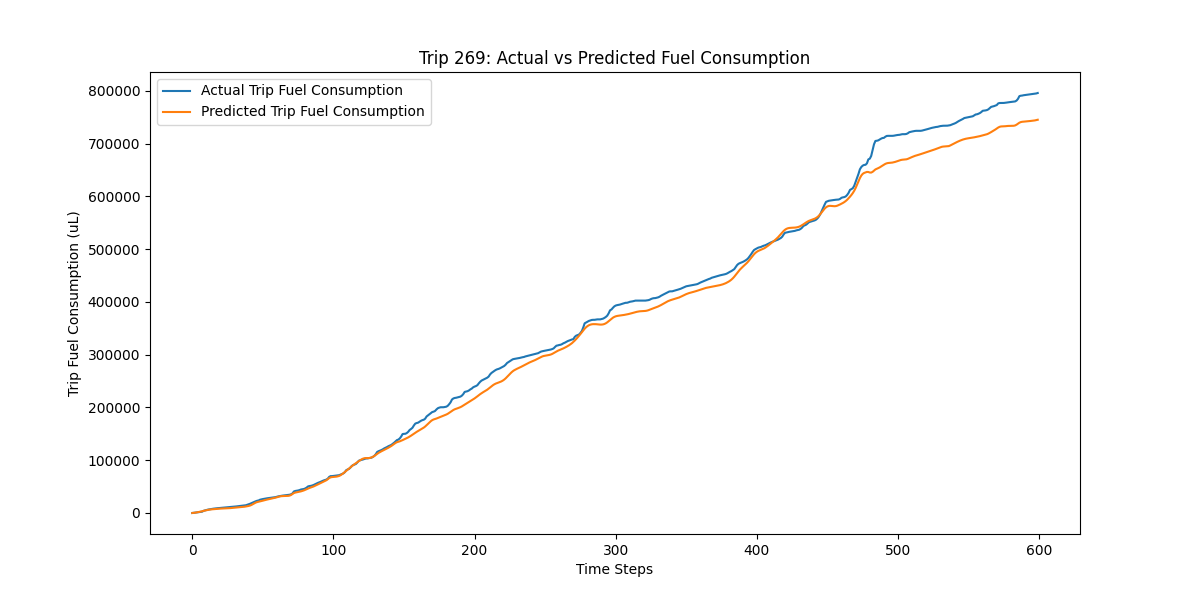 Trip 269: Actual vs Predicted Fuel Consumption
Actual Trip Fuel Consumption
Predicted Trip Fuel Consumption
Trip Fuel Consumption (uL)
800000
700000
600000
500000
400000
300000
200000
100000
0
0 100 200 300 400 500 600
Time Steps